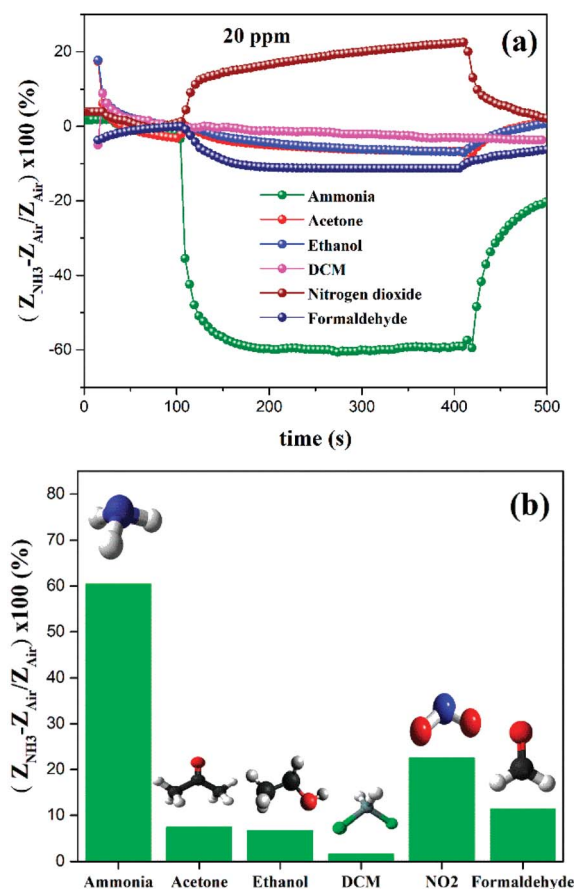 20 ppm
(a)
( Z_NH3-Z_Air/Z_Air) x100 (%)
20
0
-20
-40
-60
Ammonia
Acetone
Ethanol
DCM
Nitrogen dioxide
Formaldehyde
0 100 200 300 400 500
time (s)
(b)
( Z_NH3-Z_Air/Z_Air) x100 (%)
80
70
60
50
40
30
20
10
0
Ammonia Acetone Ethanol DCM NO2 Formaldehyde